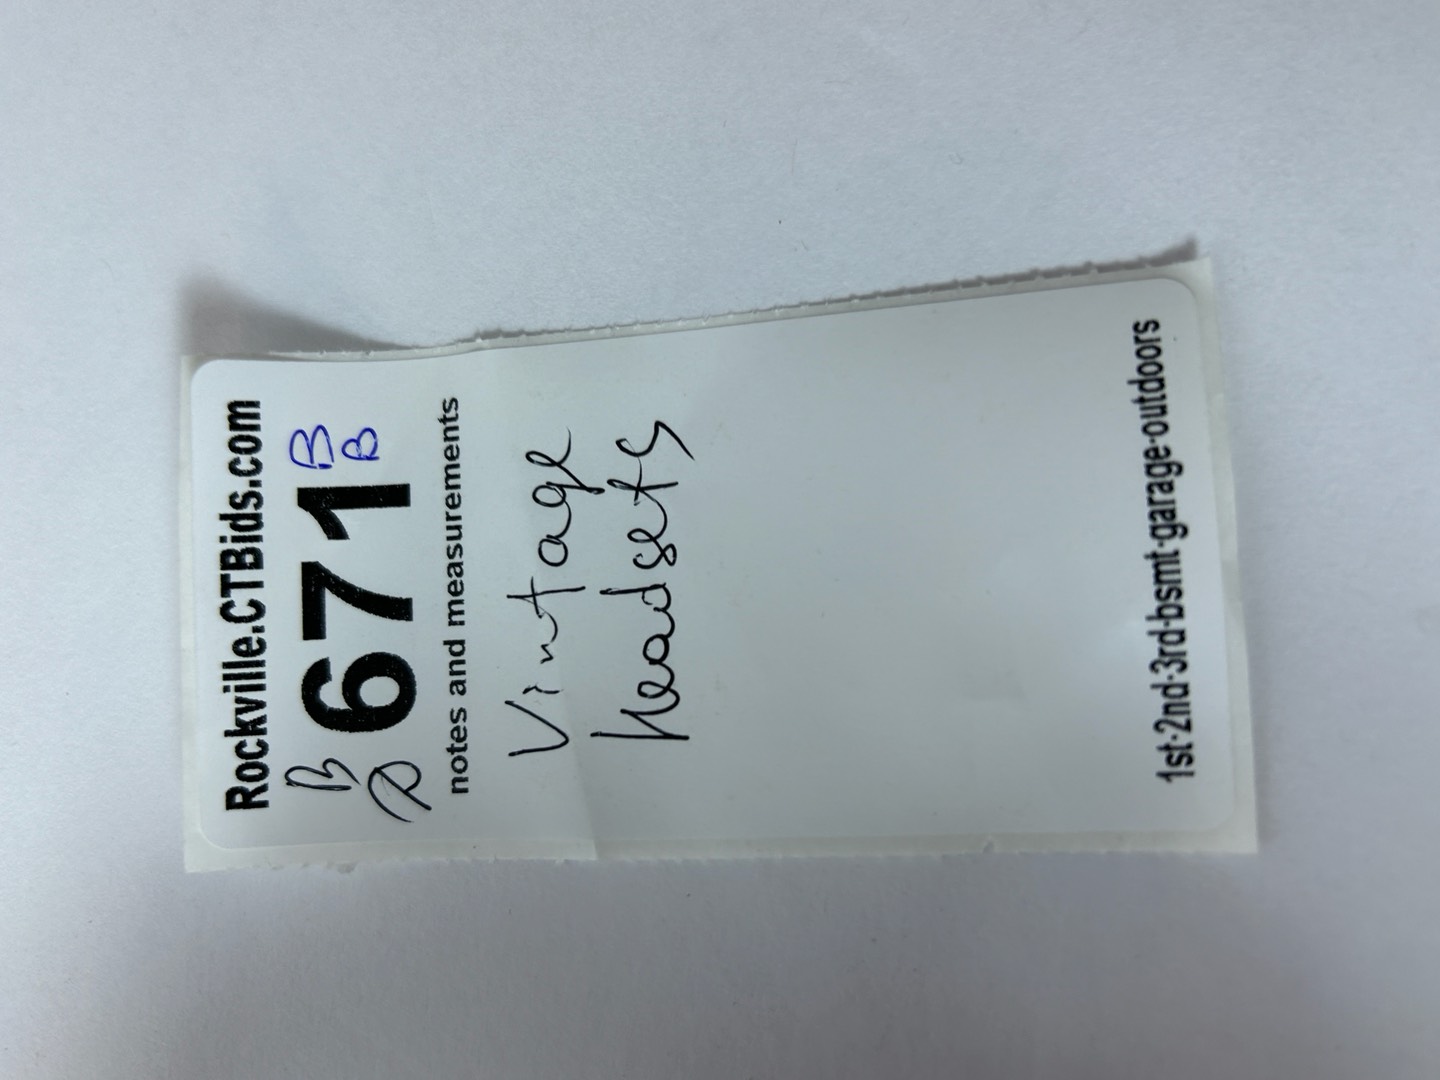 Rockville.CTBids.com
B 671 B
R B
notes and measurements
Vintage
headsets
1st·2nd·3rd·bsmt·garage·outdoors